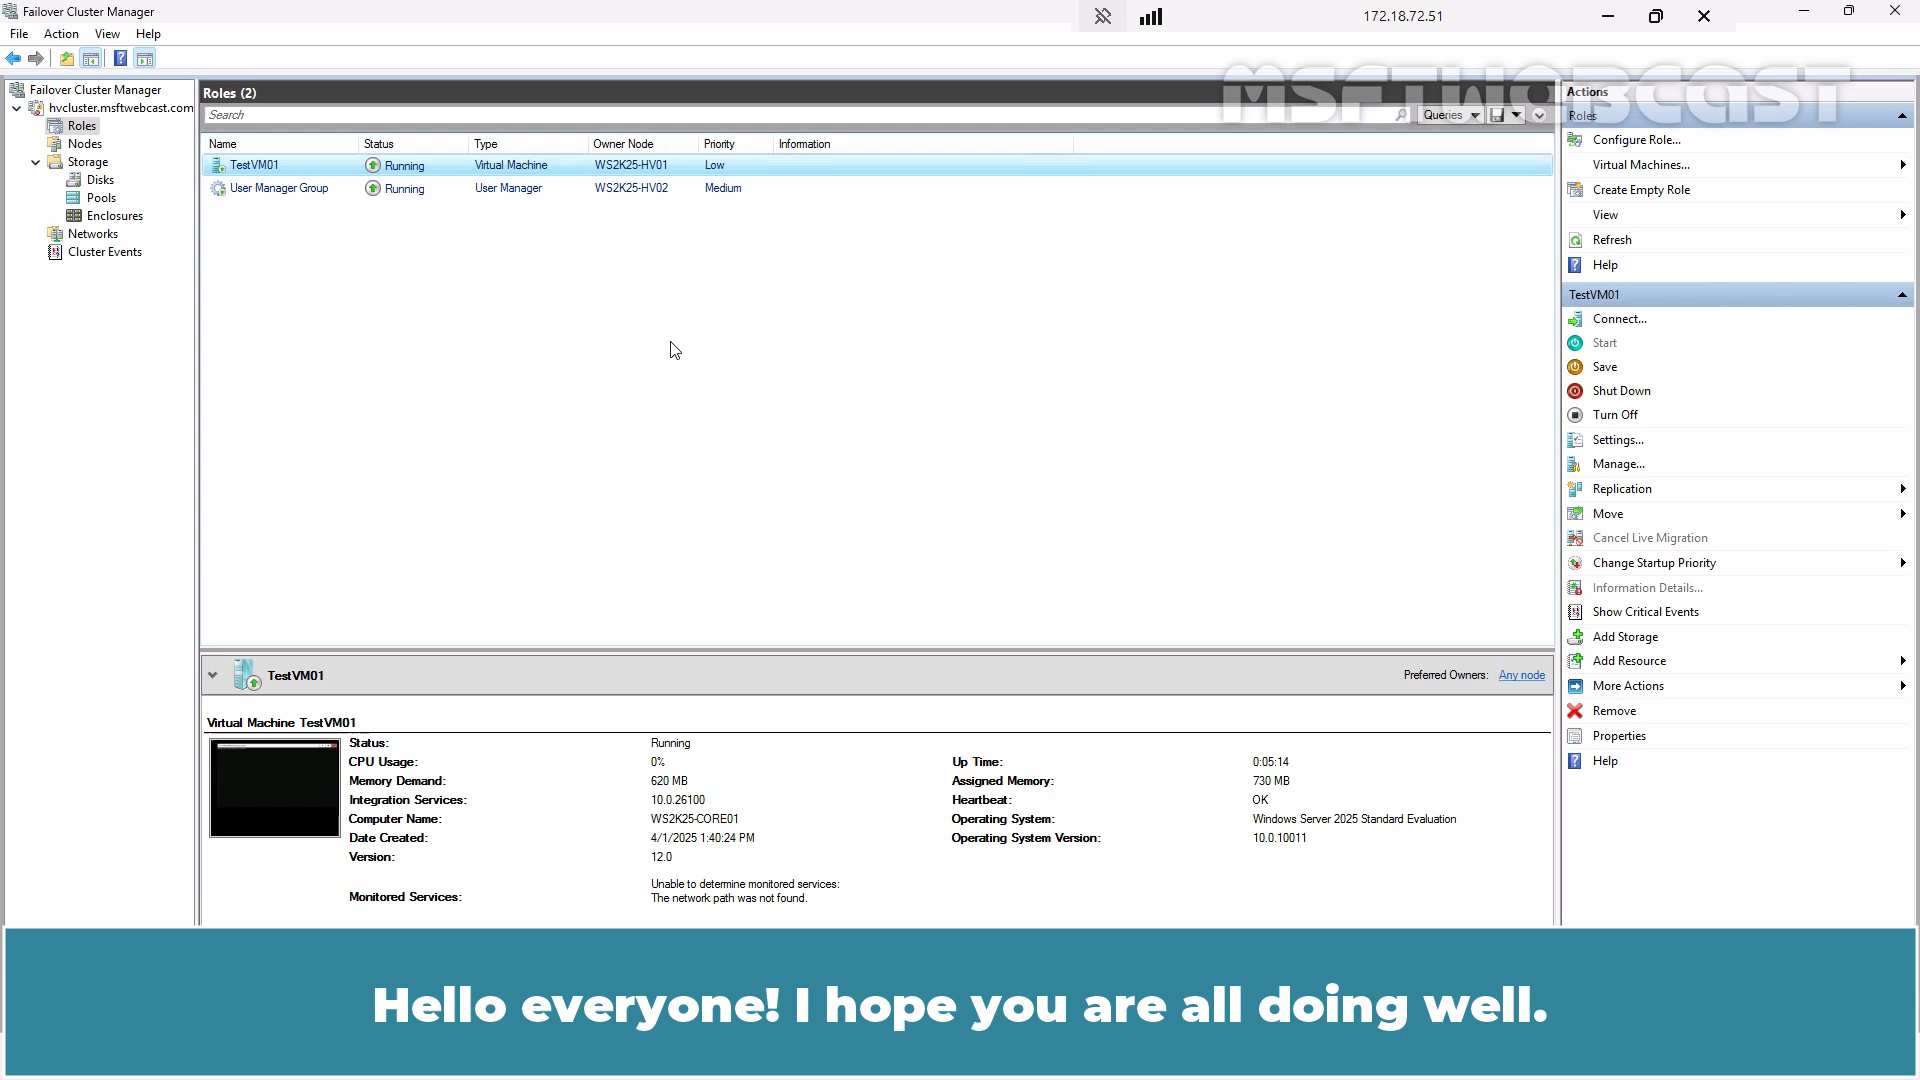 Failover Cluster Manager
172.18.72.51
File Action View Help
Failover Cluster Manager
hvcluster.msftwebcast.com
Roles
Nodes
Storage
Disks
Pools
Enclosures
Networks
Cluster Events
Roles (2)
Search
Queries
Name Status Type Owner Node Priority Information
TestVM01 Running Virtual Machine WS2K25-HV01 Low
User Manager Group Running User Manager WS2K25-HV02 Medium
MSFTWEBCAST
Actions
Roles
Configure Role...
Virtual Machines...
Create Empty Role
View
Refresh
Help
TestVM01
Connect...
Start
Save
Shut Down
Turn Off
Settings...
Manage...
Replication
Move
Cancel Live Migration
Change Startup Priority
Information Details...
Show Critical Events
Add Storage
Add Resource
More Actions
Remove
Properties
Help
TestVM01
Preferred Owners: Any node
Virtual Machine TestVM01
Status: Running
CPU Usage: 0% Up Time: 0:05:14
Memory Demand: 620 MB Assigned Memory: 730 MB
Integration Services: 10.0.26100 Heartbeat: OK
Computer Name: WS2K25-CORE01 Operating System: Windows Server 2025 Standard Evaluation
Date Created: 4/1/2025 1:40:24 PM Operating System Version: 10.0.10011
Version: 12.0
Monitored Services: Unable to determine monitored services:
The network path was not found.
Hello everyone! I hope you are all doing well.